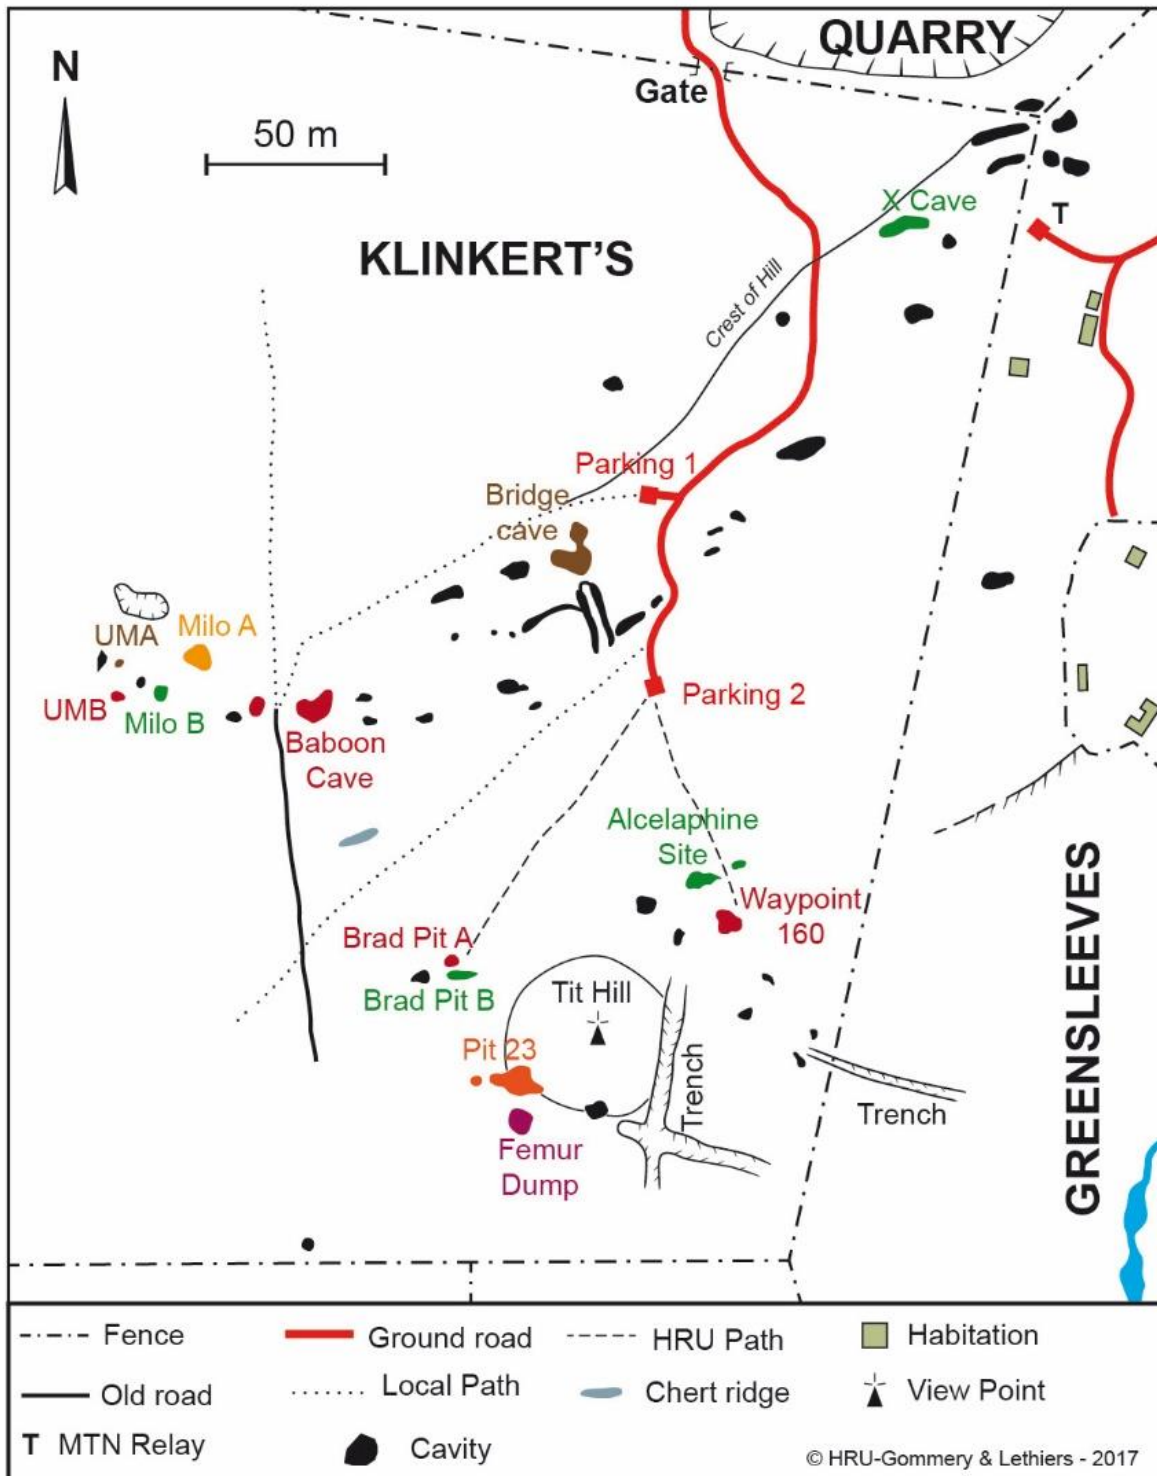 QUARRY
N
Gate
50 m
X Cave
T
KLINKERT'S
Crest of Hill
Parking 1
Bridge
cave
UMA
Milo A
UMB
Milo B
Parking 2
Baboon
Cave
Alcelaphine
Site
Waypoint
160
Brad Pit A
Brad Pit B
Tit Hill
Pit 23
Trench
Trench
Femur
Dump
GREENSLEEVES
Fence
Ground road
HRU Path
Habitation
Old road
Local Path
Chert ridge
View Point
T MTN Relay
Cavity
© HRU-Gommery & Lethiers - 2017